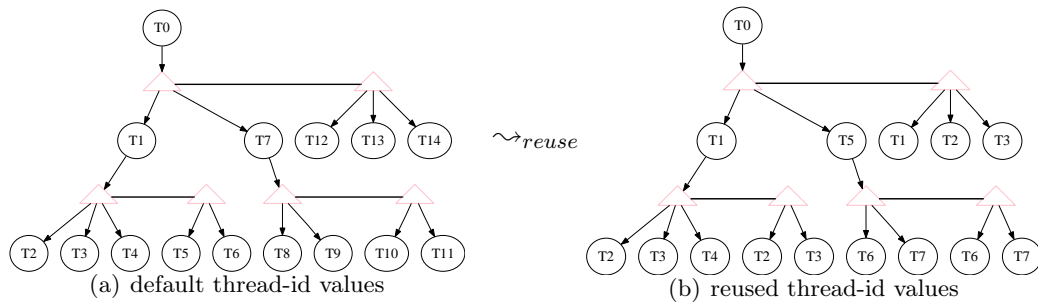 T0 T0
T1 T7 T12 T13 T14 ⤳reuse T1 T5 T1 T2 T3
T2 T3 T4 T5 T6 T8 T9 T10 T11 T2 T3 T4 T2 T3 T6 T7 T6 T7
(a) default thread-id values (b) reused thread-id values